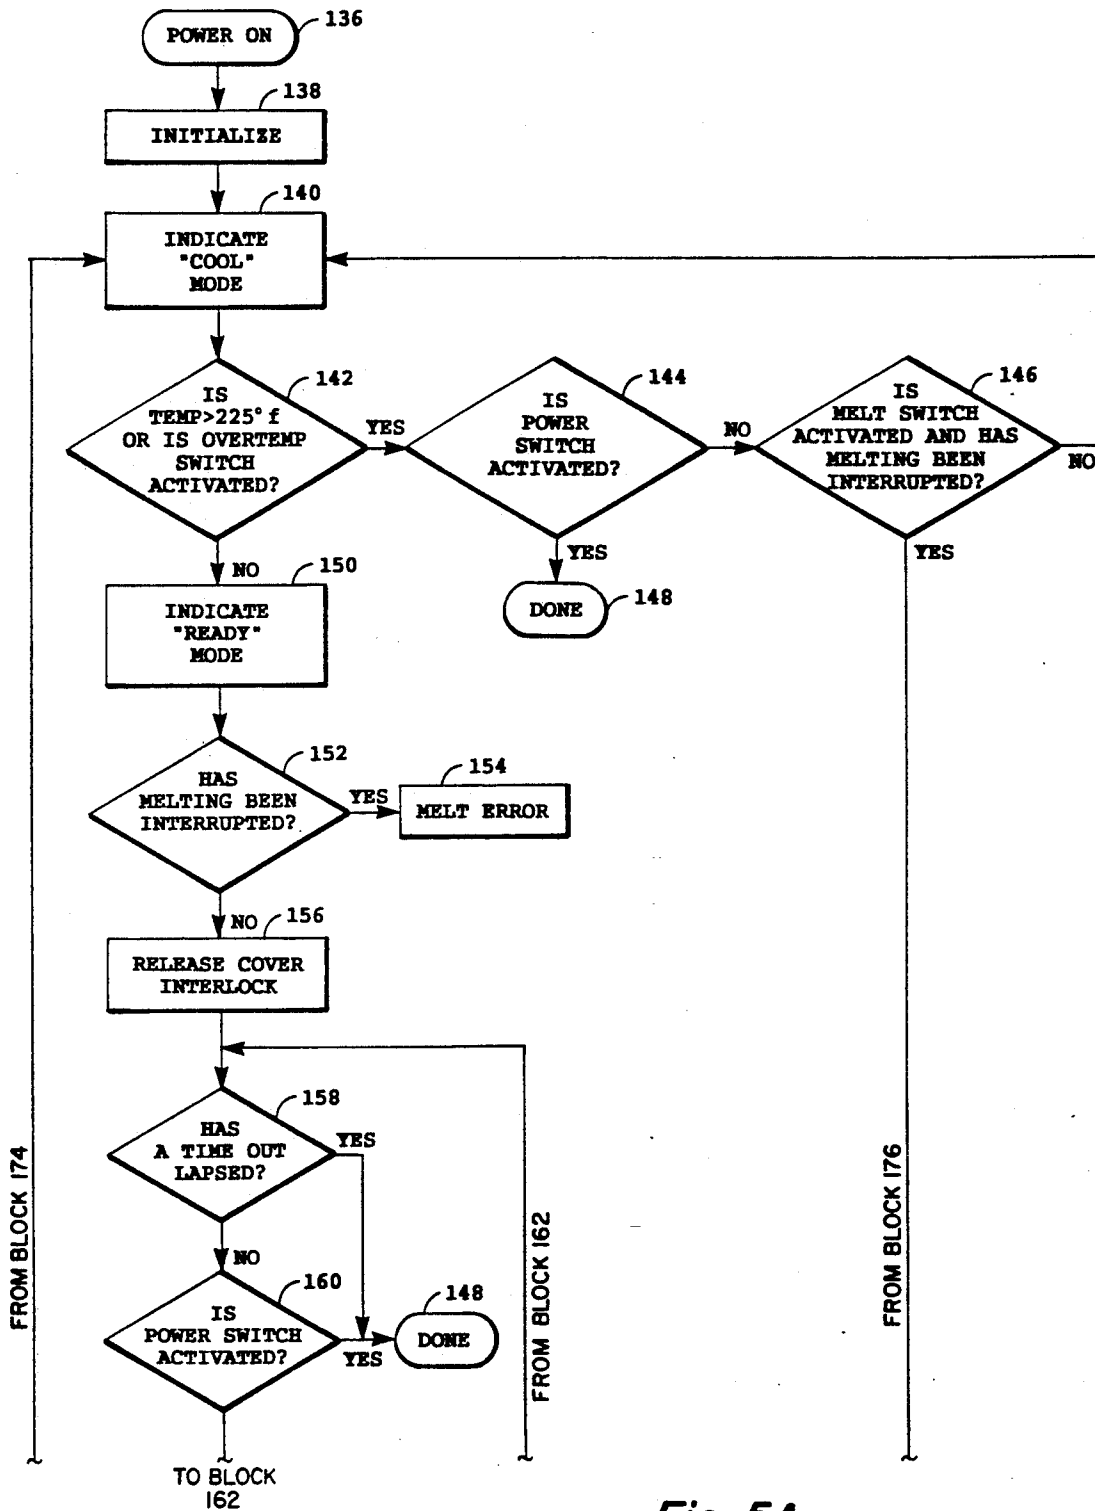 POWER ON
136
138
INITIALIZE
140
INDICATE
"COOL"
MODE
142
IS
TEMP>225°f
OR IS OVERTEMP
SWITCH
ACTIVATED?
YES
144
IS
POWER
SWITCH
ACTIVATED?
NO
146
IS
MELT SWITCH
ACTIVATED AND HAS
MELTING BEEN
INTERRUPTED?
NO
YES
YES
DONE
148
NO
150
INDICATE
"READY"
MODE
152
HAS
MELTING BEEN
INTERRUPTED?
YES
154
MELT ERROR
NO
156
RELEASE COVER
INTERLOCK
158
HAS
A TIME OUT
LAPSED?
YES
NO
160
IS
POWER SWITCH
ACTIVATED?
YES
148
DONE
FROM BLOCK 174
FROM BLOCK 162
FROM BLOCK 176
TO BLOCK
162
Fig. 5A